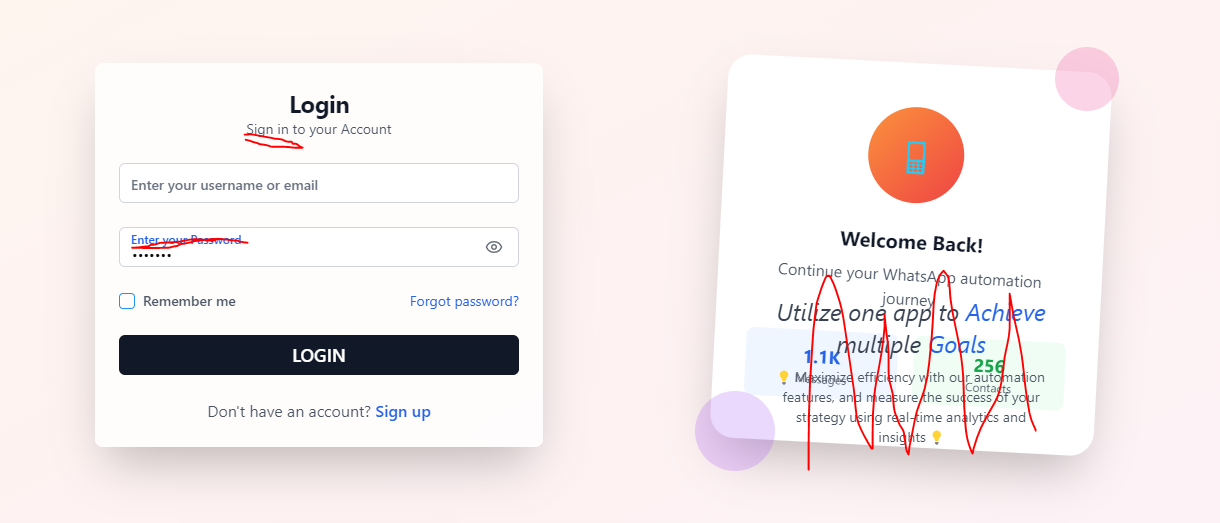 Login
Sign in to your Account
Enter your username or email
Enter your Password
•••••••
Remember me
Forgot password?
LOGIN
Don't have an account? Sign up
Welcome Back!
Continue your WhatsApp automation
journey
Utilize one app to Achieve
multiple Goals
1.1K
Messages
256
Contacts
💡 Maximize efficiency with our automation
features, and measure the success of your
strategy using real-time analytics and
insights 💡